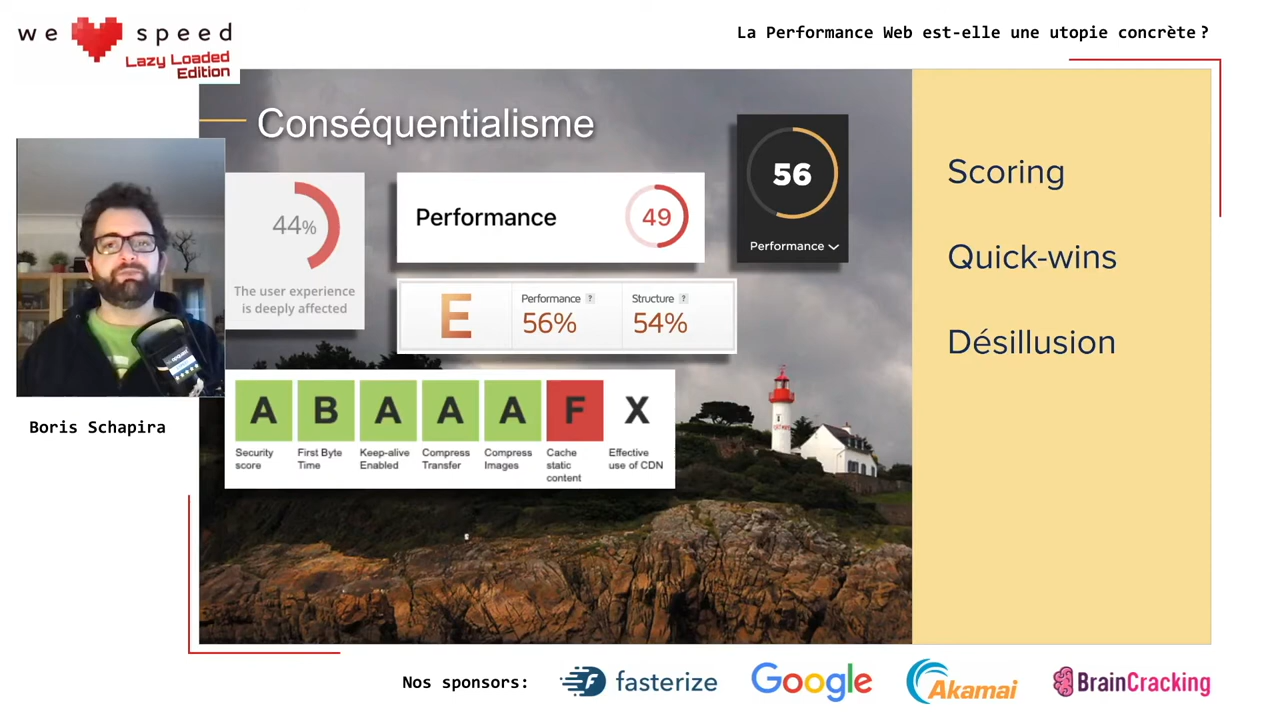 we speed
Lazy Loaded
Edition
La Performance Web est-elle une utopie concrète ?
Conséquentialisme
44%
The user experience
is deeply affected
Performance
49
56
Performance
E
Performance ?
56%
Structure ?
54%
A
B
A
A
A
F
X
Security
score
First Byte
Time
Keep-alive
Enabled
Compress
Transfer
Compress
Images
Cache
static
content
Effective
use of CDN
Scoring
Quick-wins
Désillusion
Boris Schapira
Nos sponsors:
fasterize
Google
Akamai
BrainCracking